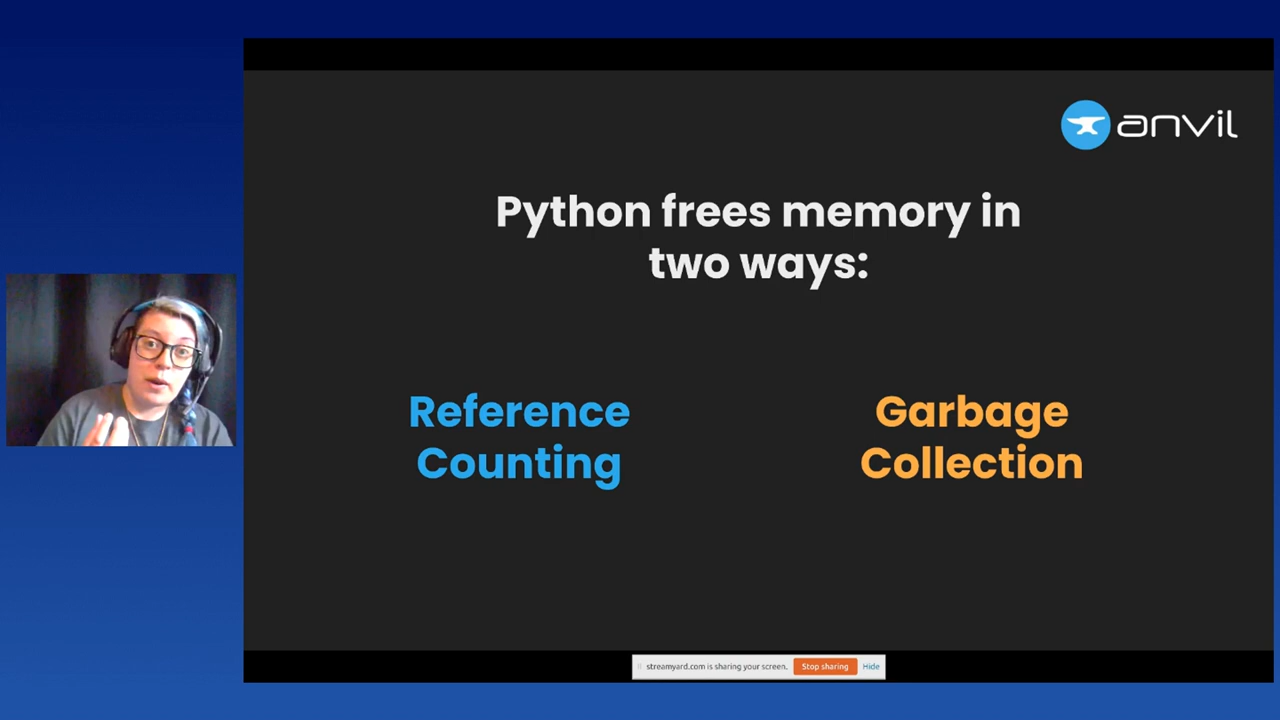 anvil
Python frees memory in
two ways:
Reference
Counting
Garbage
Collection
streamyard.com is sharing your screen.
Stop sharing
Hide